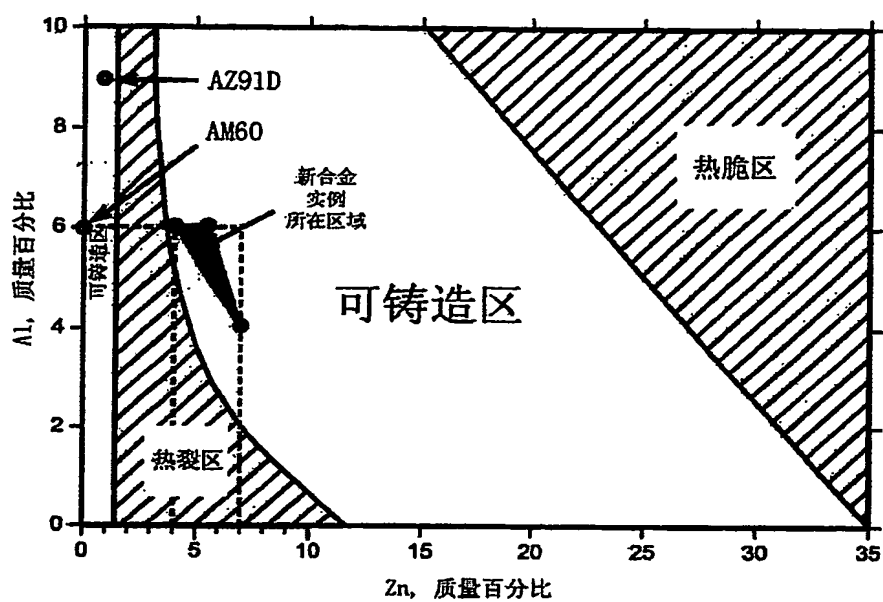 10
8
6
4
2
0
Al, 质量百分比
AZ91D
AM60
可铸造区
新合金
实例
所在区域
可铸造区
热脆区
热裂区
0
5
10
15
20
25
30
35
Zn, 质量百分比